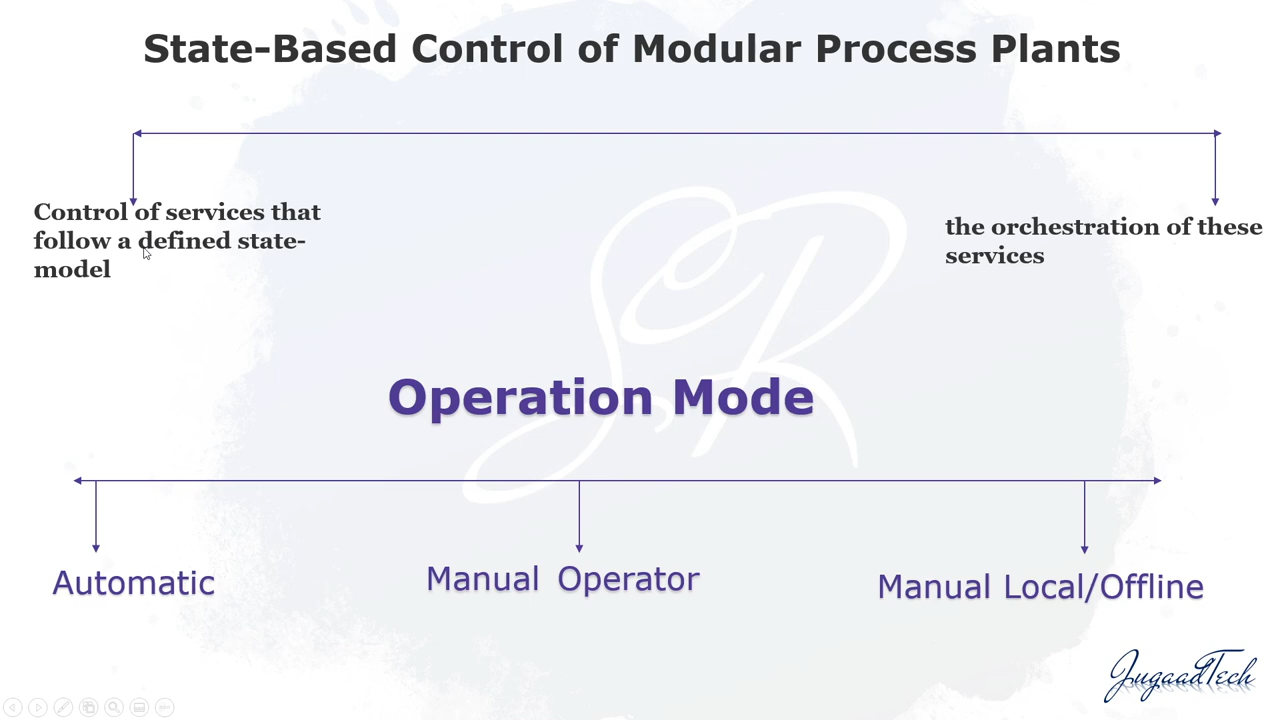 State-Based Control of Modular Process Plants
Control of services that
follow a defined state-
model
the orchestration of these
services
SR
Operation Mode
Automatic
Manual Operator
Manual Local/Offline
JugaadTech